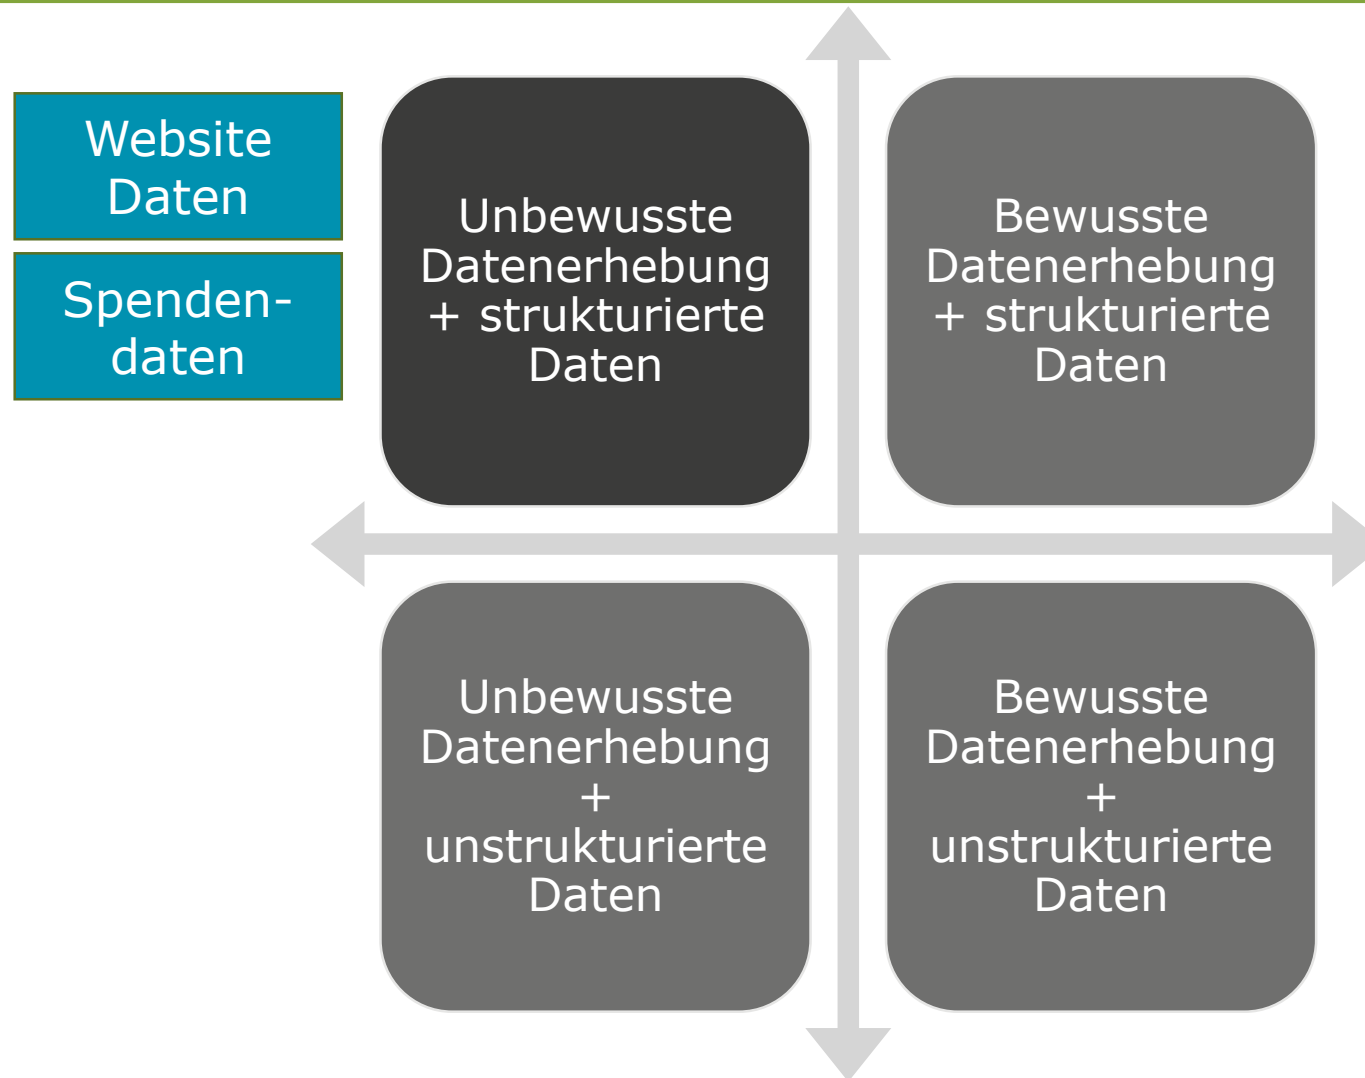 Website
Daten
Spenden-
daten
Unbewusste
Datenerhebung
+ strukturierte
Daten
Bewusste
Datenerhebung
+ strukturierte
Daten
Unbewusste
Datenerhebung
+
unstrukturierte
Daten
Bewusste
Datenerhebung
+
unstrukturierte
Daten